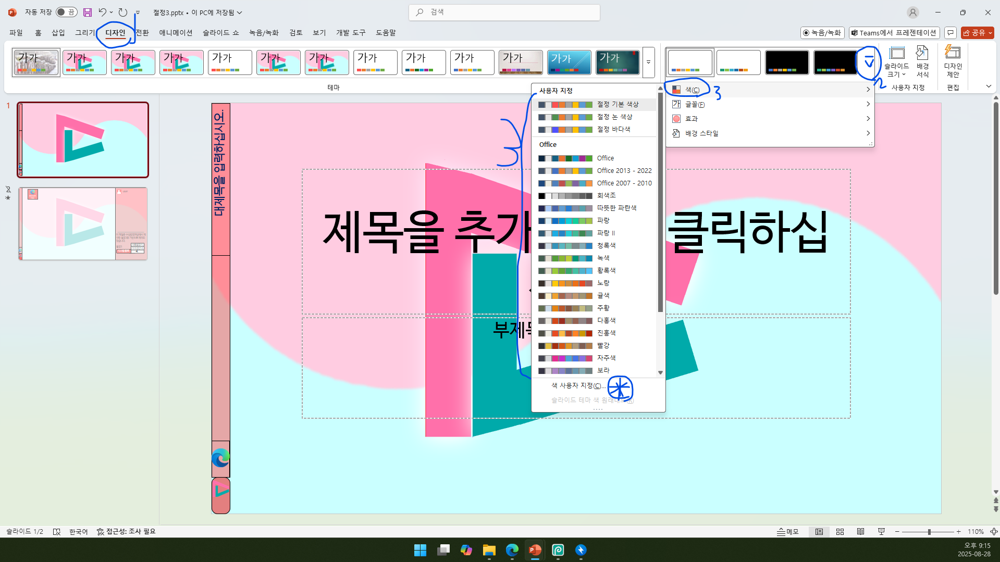 자동 저장
끔
절정3.pptx • 이 PC에 저장됨
검색
파일
홈
삽입
그리기
디자인
전환
애니메이션
슬라이드 쇼
녹음/녹화
검토
보기
개발 도구
도움말
녹음/녹화
Teams에서 프레젠테이션
공유
가가
가가
가가
가가
가가
가가
가가
가가
가가
가가
가가
가가
가가
테마
슬라이드
크기
배경
서식
디자인
제안
사용자 지정
편집
2
색(C)
3
글꼴(F)
효과
배경 스타일
사용자 지정
절정 기본 색상
절정 논 색상
절정 바다색
Office
Office
Office 2013 - 2022
Office 2007 - 2010
회색조
따뜻한 파란색
파랑
파랑 II
청록색
녹색
황록색
노랑
귤색
주황
다홍색
진홍색
빨강
자주색
보라
색 사용자 지정(C)...
슬라이드 테마 색 원래대로(R)
1
2
대제목을 입력하십시오.
제목을 추가
클릭하십
부제목
슬라이드 1/2
한국어
접근성: 조사 필요
메모
110%
오후 9:15
2025-08-28